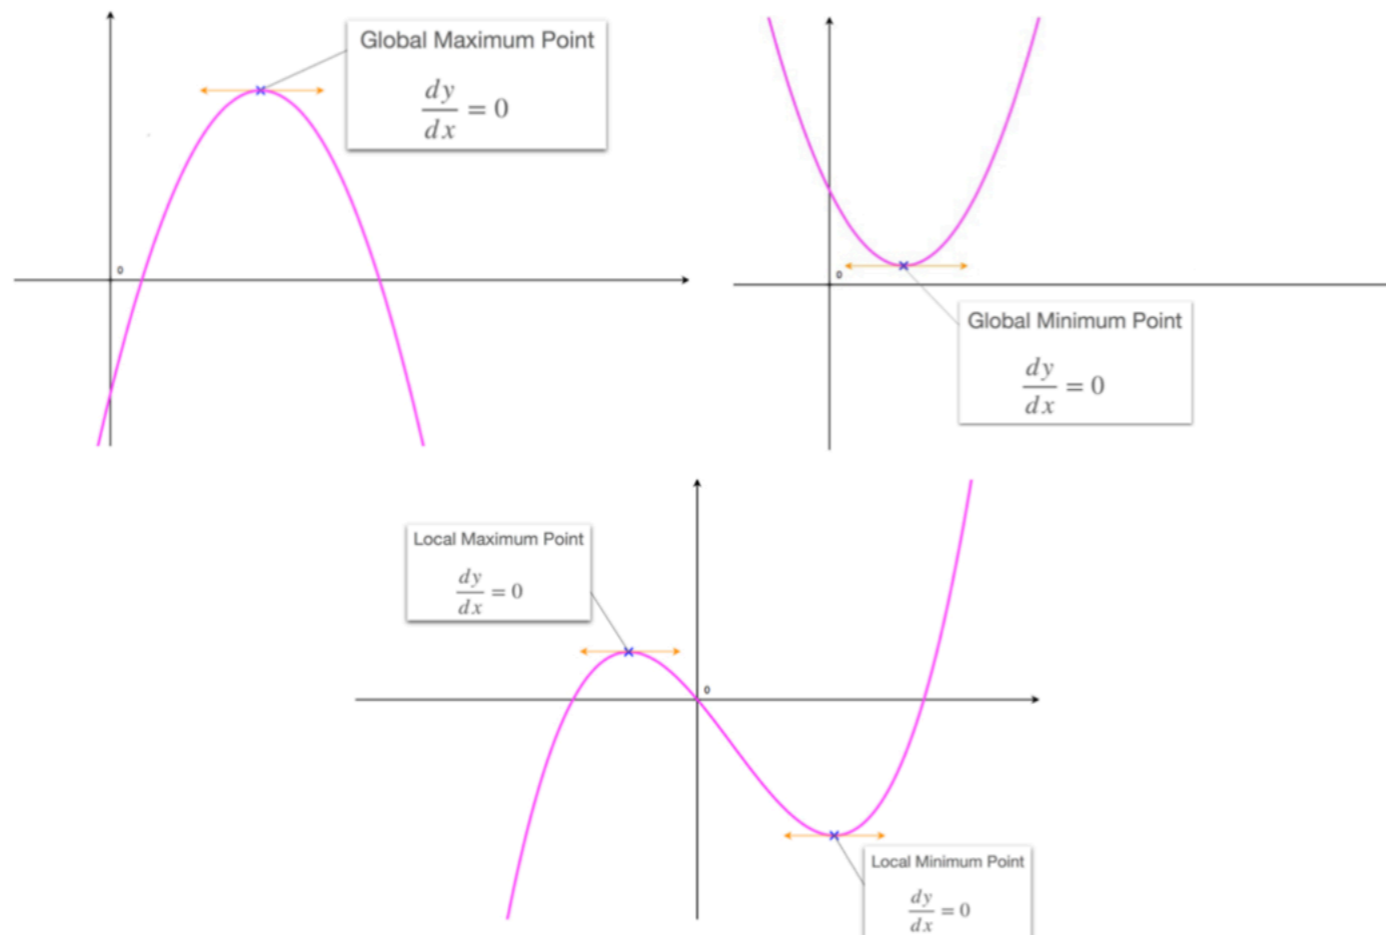 Global Maximum Point
dy/dx = 0
0
Global Minimum Point
dy/dx = 0
0
Local Maximum Point
dy/dx = 0
0
Local Minimum Point
dy/dx = 0